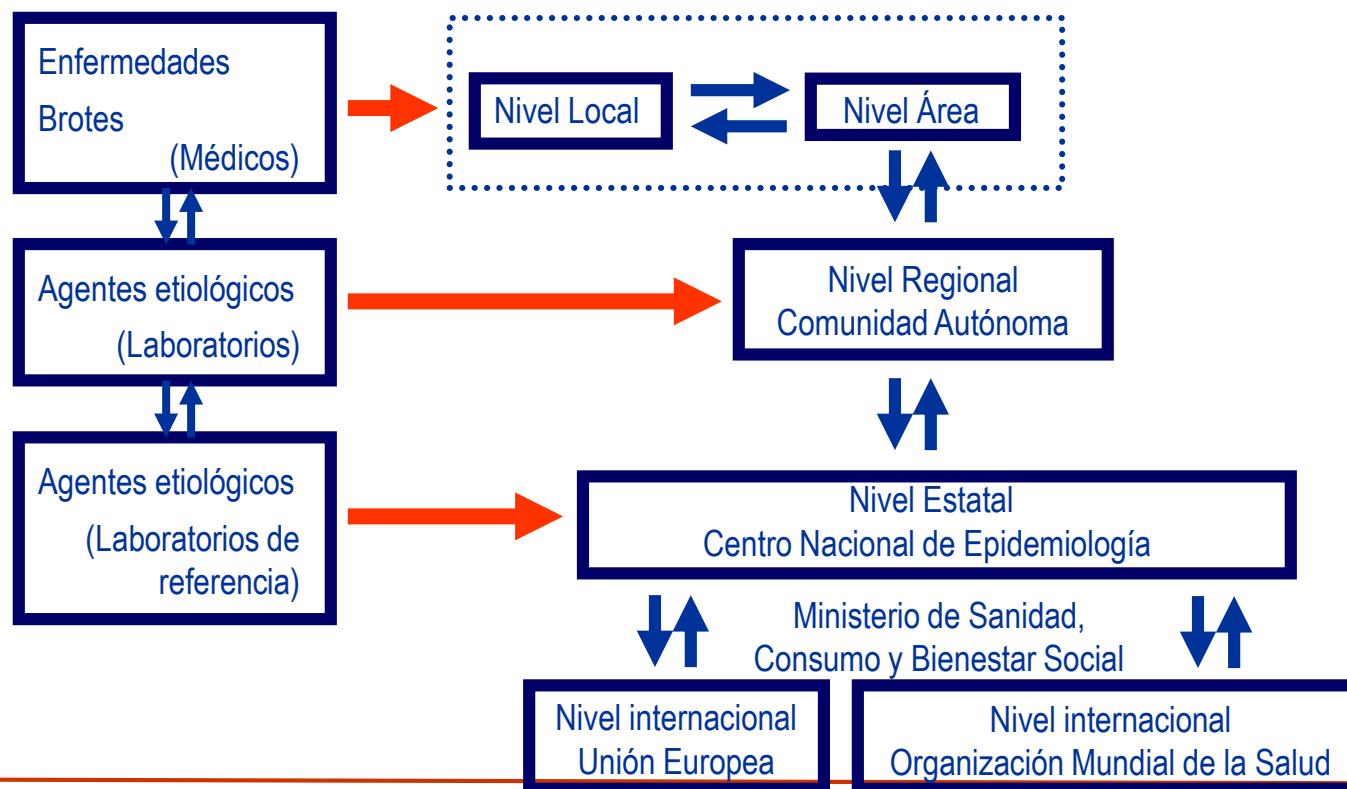 Enfermedades
Brotes
(Médicos)
Nivel Local
Nivel Área
Agentes etiológicos
(Laboratorios)
Nivel Regional
Comunidad Autónoma
Agentes etiológicos
(Laboratorios de
referencia)
Nivel Estatal
Centro Nacional de Epidemiología
Ministerio de Sanidad,
Consumo y Bienestar Social
Nivel internacional
Unión Europea
Nivel internacional
Organización Mundial de la Salud